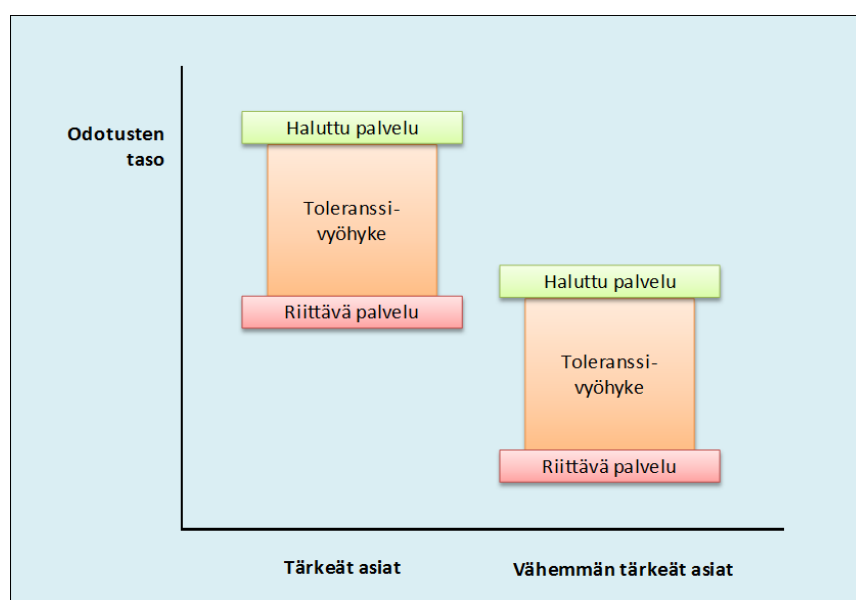 Odotusten
taso
Haluttu palvelu
Toleranssi-
vyöhyke
Riittävä palvelu
Haluttu palvelu
Toleranssi-
vyöhyke
Riittävä palvelu
Tärkeät asiat
Vähemmän tärkeät asiat